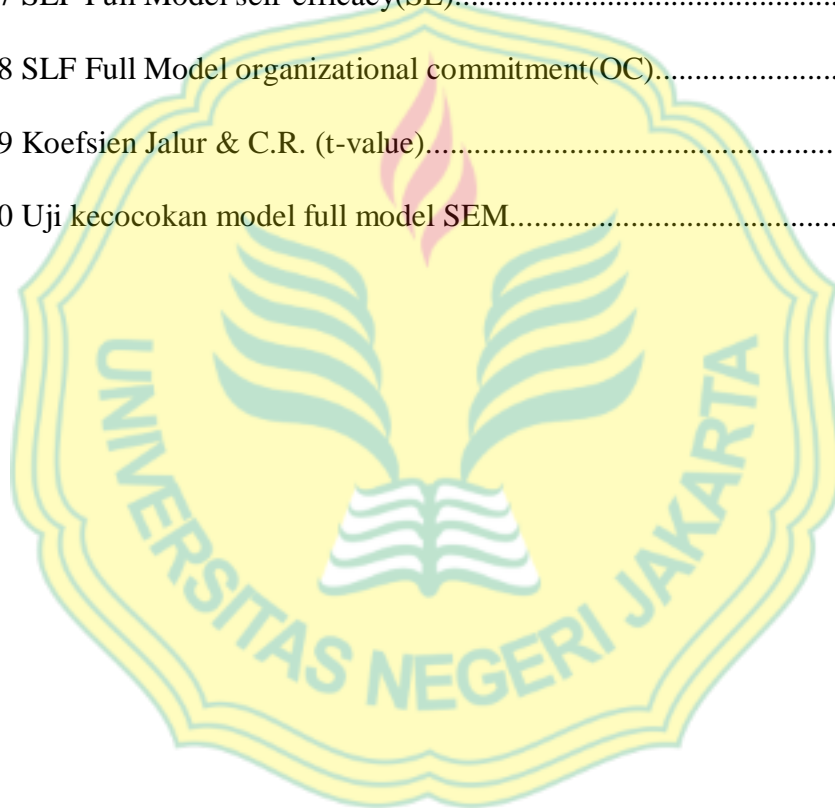 7 SLF Full Model self-efficacy(SE)....................................................
8 SLF Full Model organizational commitment(OC).......................
9 Koefsien Jalur & C.R. (t-value).........................................................
0 Uji kecocokan model full model SEM.............................................
UNIVERSITAS NEGERI JAKARTA